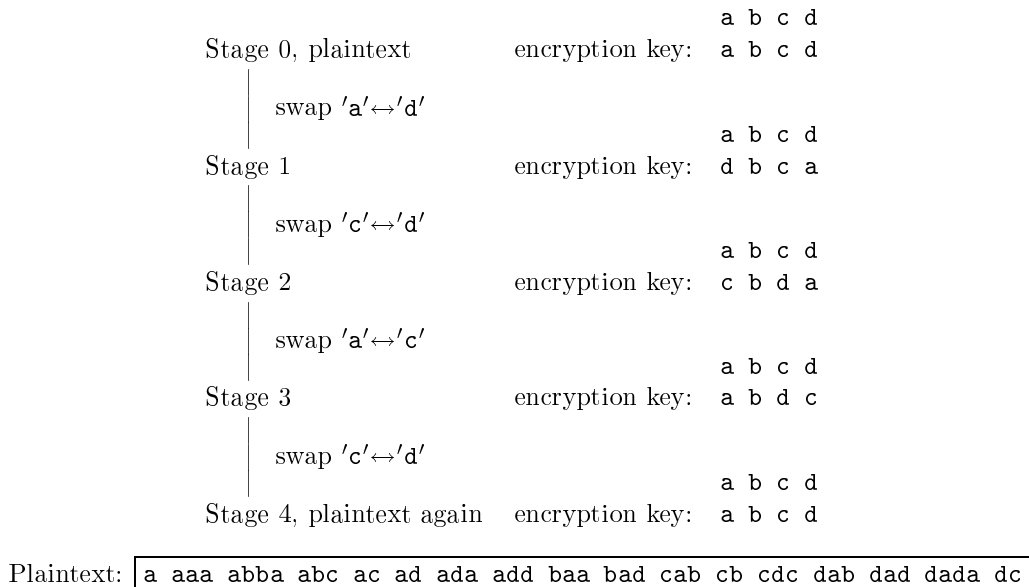 a b c d
Stage 0, plaintext encryption key: a b c d
swap ′a′↔′d′
a b c d
Stage 1 encryption key: d b c a
swap ′c′↔′d′
a b c d
Stage 2 encryption key: c b d a
swap ′a′↔′c′
a b c d
Stage 3 encryption key: a b d c
swap ′c′↔′d′
a b c d
Stage 4, plaintext again encryption key: a b c d
Plaintext: a aaa abba abc ac ad ada add baa bad cab cb cdc dab dad dada dc